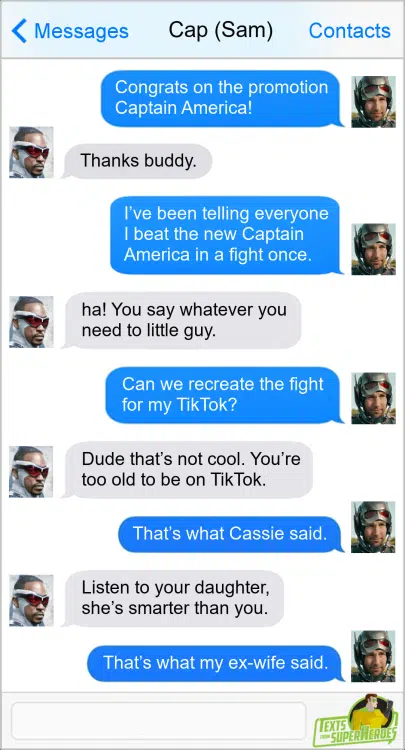 Messages
Cap (Sam)
Contacts
Congrats on the promotion
Captain America!
Thanks buddy.
I've been telling everyone
I beat the new Captain
America in a fight once.
ha! You say whatever you
need to little guy.
Can we recreate the fight
for my TikTok?
Dude that's not cool. You're
too old to be on TikTok.
That's what Cassie said.
Listen to your daughter,
she's smarter than you.
That's what my ex-wife said.
TEXTS
FROM SUPERHEROES